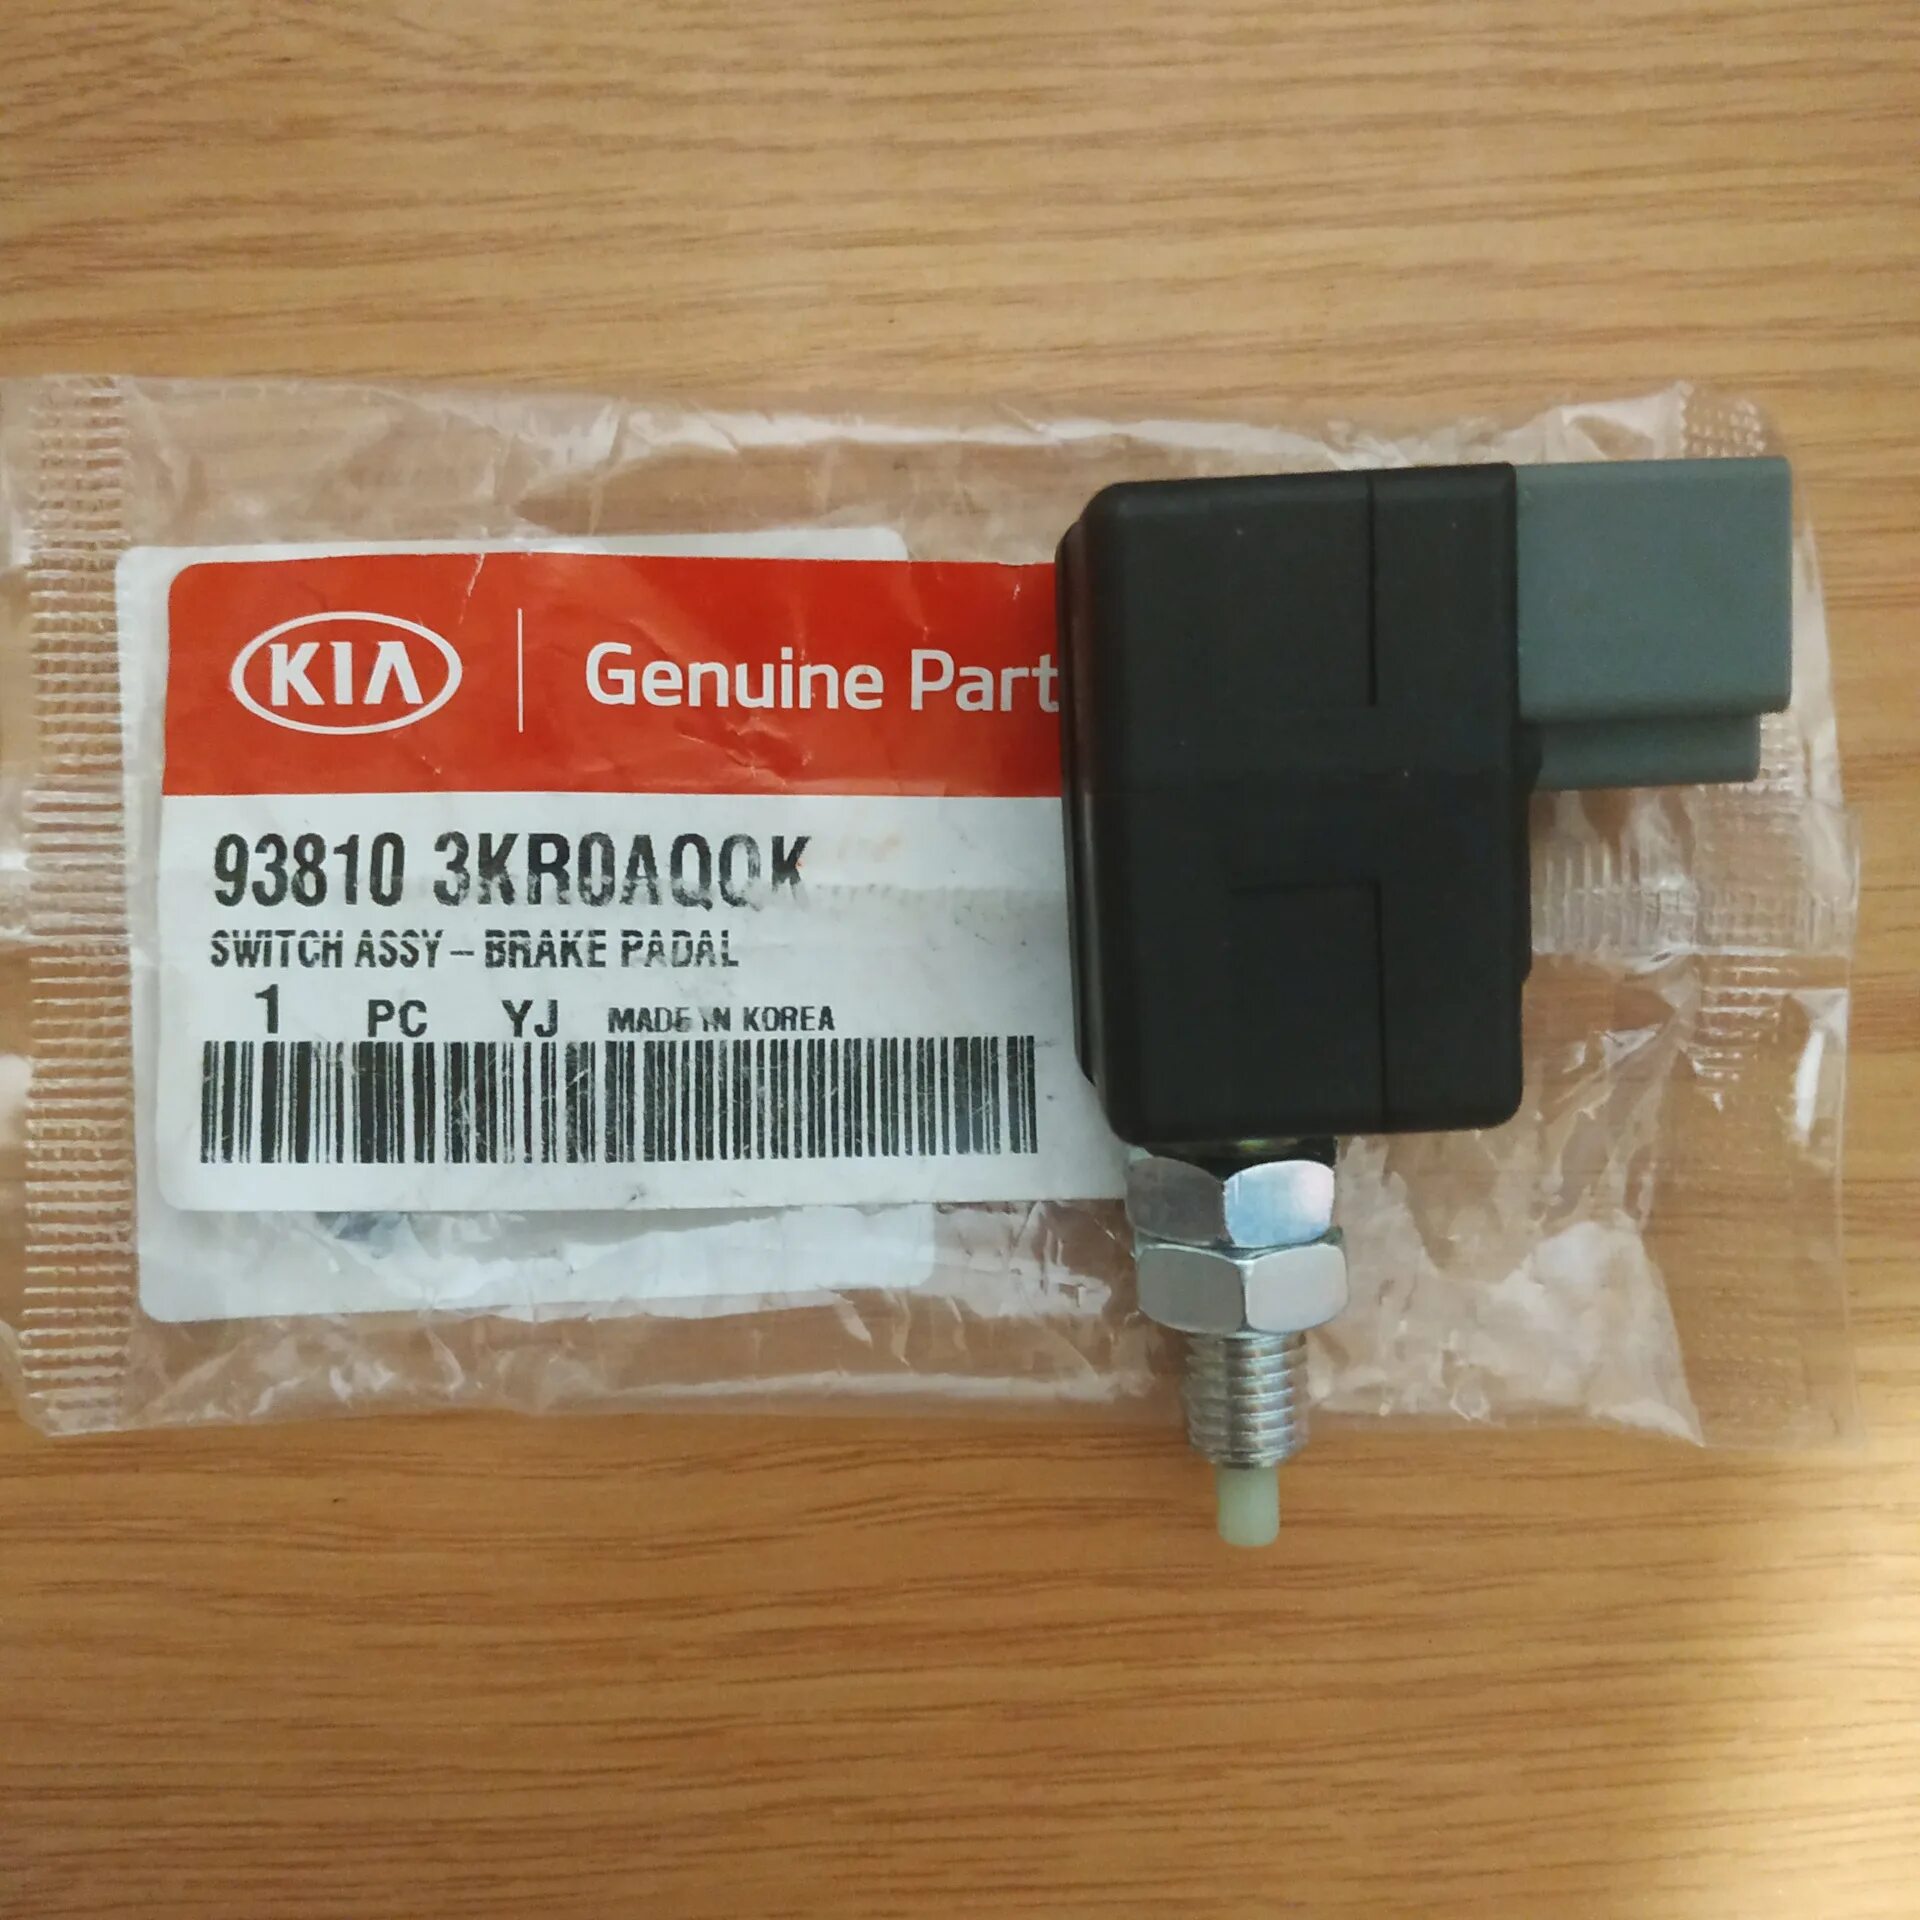 KIA Genuine Part
93810 3KR0AQQK
SWITCH ASSY - BRAKE PADAL
1 PC YJ MADE IN KOREA